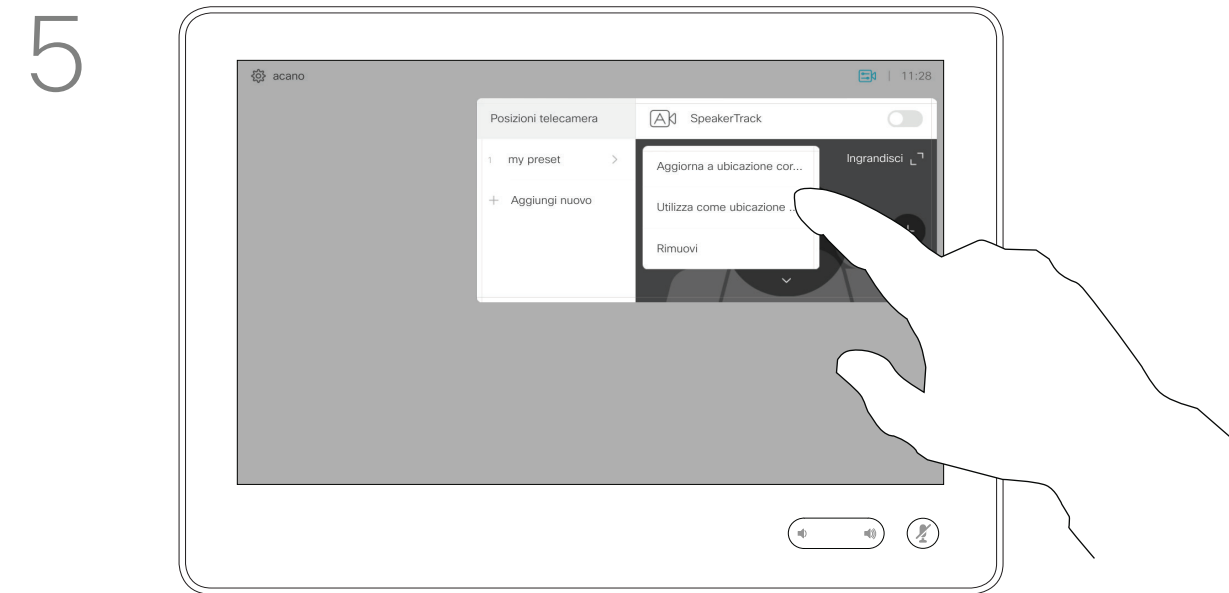 5
acano
11:28
Posizioni telecamera
SpeakerTrack
1 my preset
Ingrandisci
Aggiorna a ubicazione cor...
+ Aggiungi nuovo
Utilizza come ubicazione ...
Rimuovi